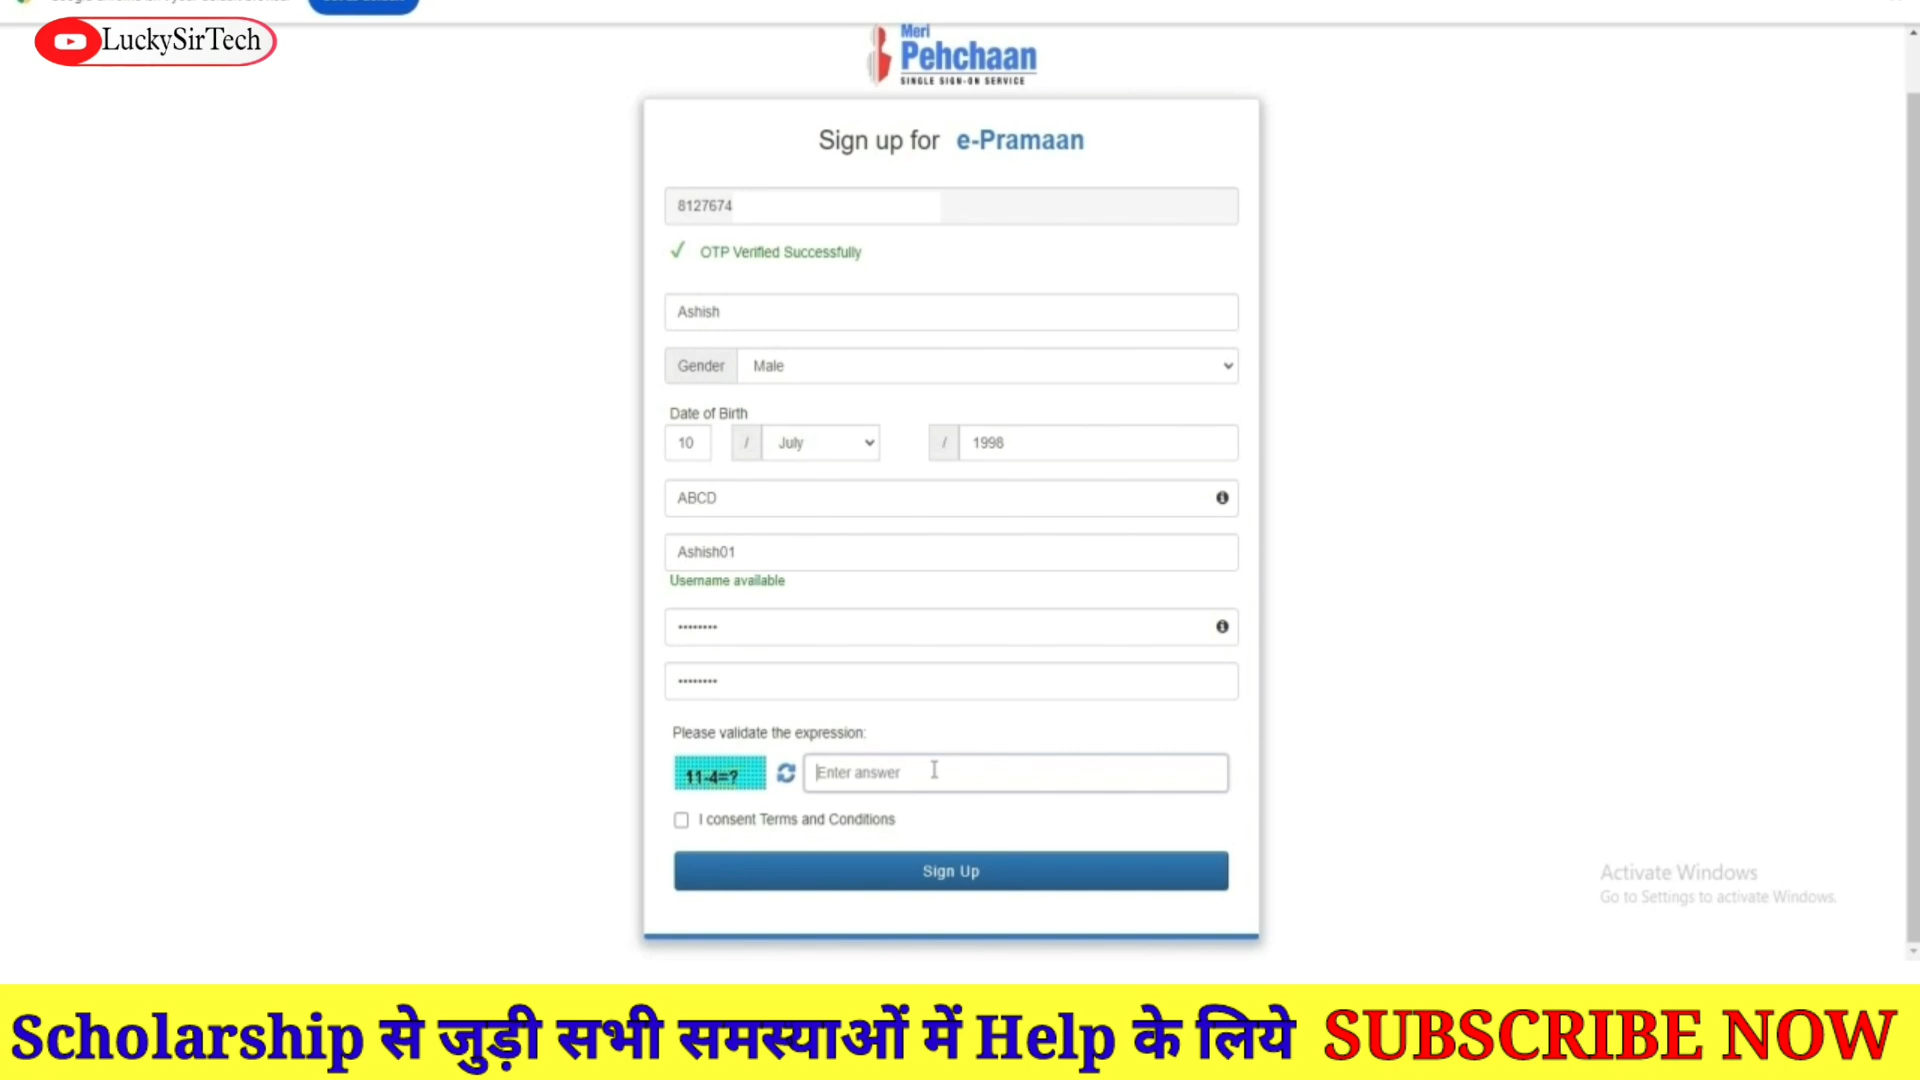 LuckySirTech
Meri
Pehchaan
SINGLE SIGN-ON SERVICE
Sign up for e-Pramaan
8127674
✓ OTP Verified Successfully
Ashish
Gender Male
Date of Birth
10 / July / 1998
ABCD
Ashish01
Username available
••••••••
••••••••
Please validate the expression:
11-4=? Enter answer
I consent Terms and Conditions
Sign Up
Activate Windows
Go to Settings to activate Windows.
Scholarship से जुड़ी सभी समस्याओं में Help के लिये SUBSCRIBE NOW